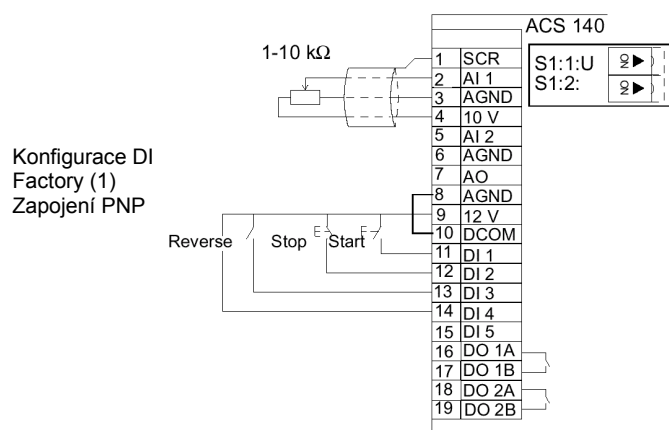 ACS 140
1-10 kΩ
1 SCR
2 AI 1
3 AGND
4 10 V
5 AI 2
6 AGND
7 AO
8 AGND
9 12 V
10 DCOM
11 DI 1
12 DI 2
13 DI 3
14 DI 4
15 DI 5
16 DO 1A
17 DO 1B
18 DO 2A
19 DO 2B
S1:1:U
S1:2:
ON
ON
Konfigurace DI
Factory (1)
Zapojení PNP
Reverse Stop Start